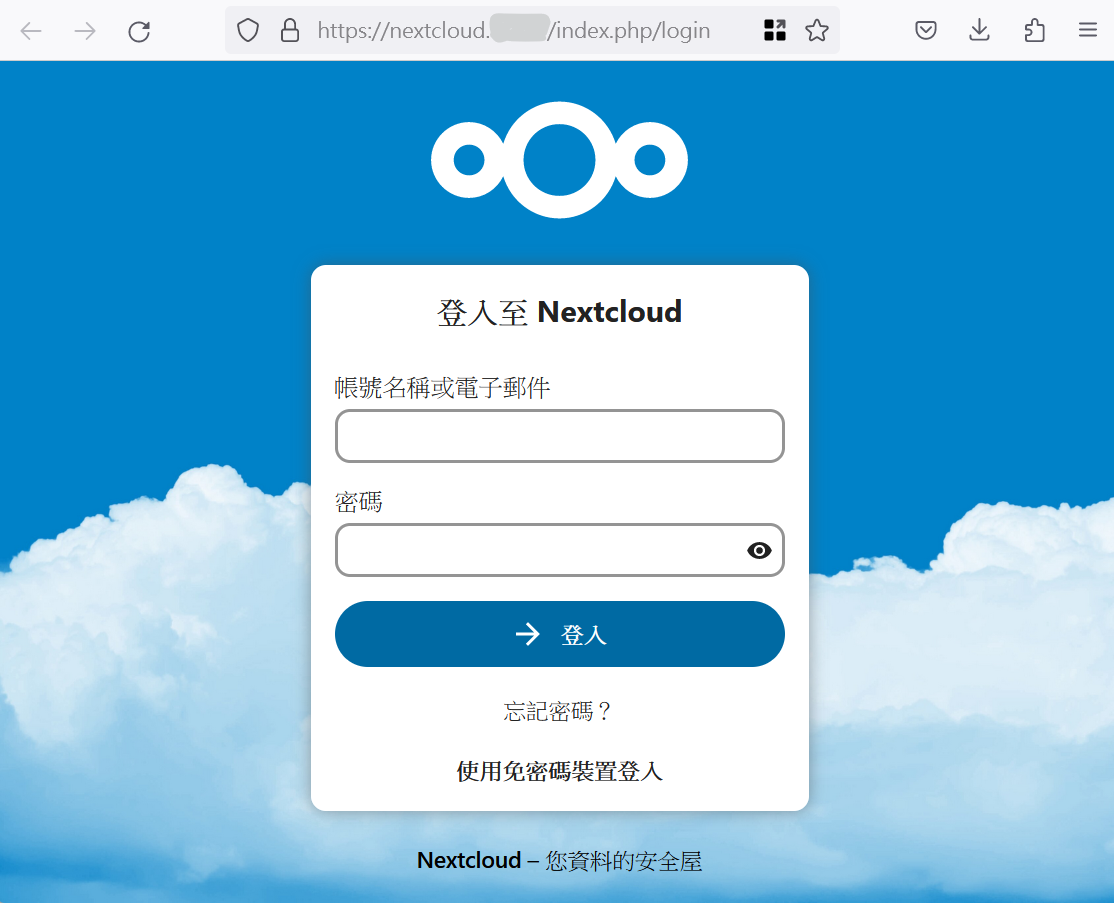 https://nextcloud. /index.php/login
登入至 Nextcloud
帳號名稱或電子郵件
密碼
登入
忘記密碼？
使用免密碼裝置登入
Nextcloud – 您資料的安全屋